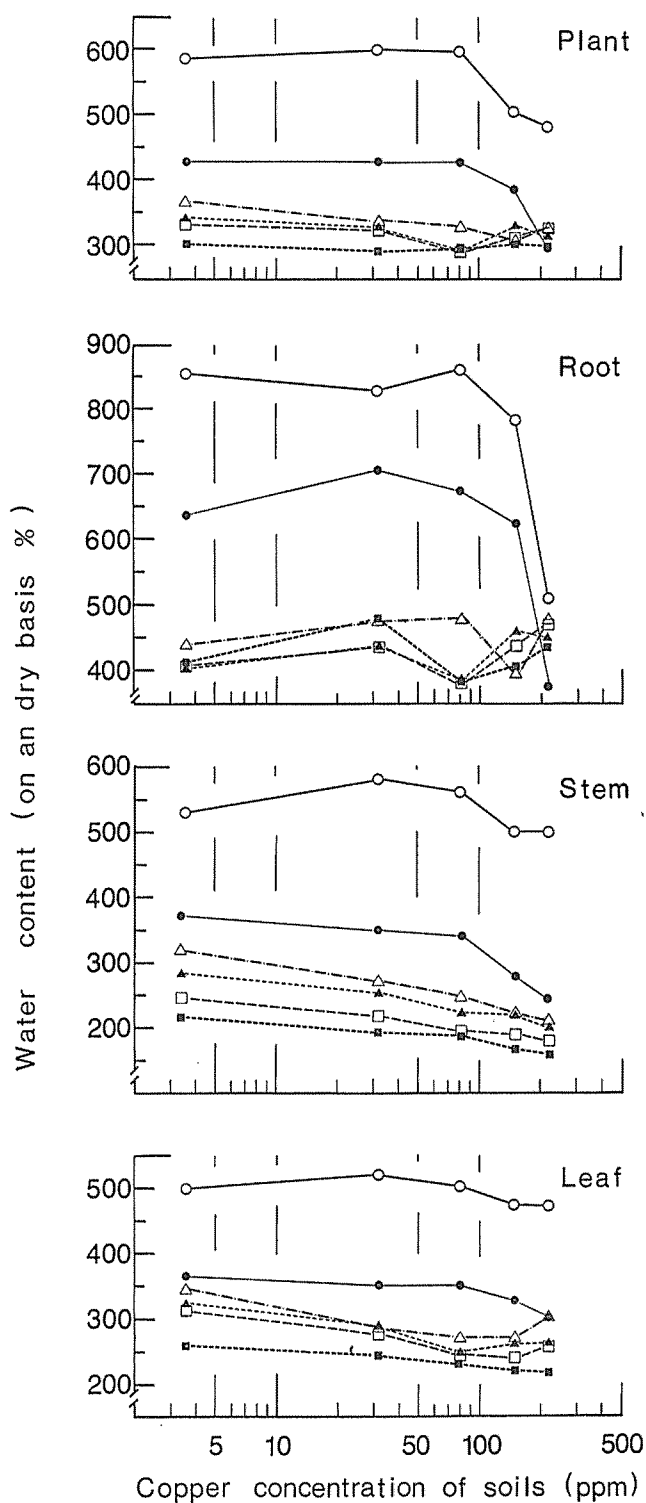 Plant
600
500
400
300
Root
900
800
700
600
500
400
Stem
600
500
400
300
200
Leaf
500
400
300
200
5 10 50 100 500
Copper concentration of soils (ppm)
Water content (on an dry basis %)